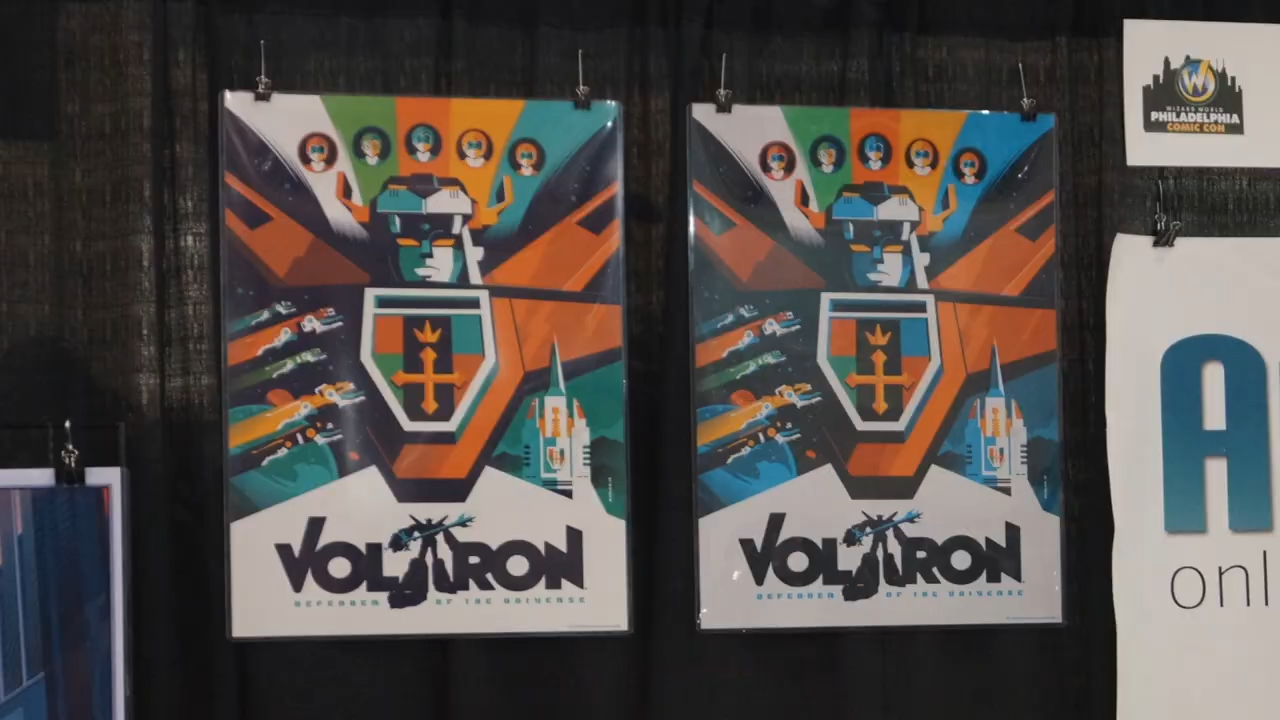 VOLTRON
DEFENDER OF THE UNIVERSE
VOLTRON
DEFENDER OF THE UNIVERSE
W
WIZARD WORLD
PHILADELPHIA
COMIC CON
A
onl